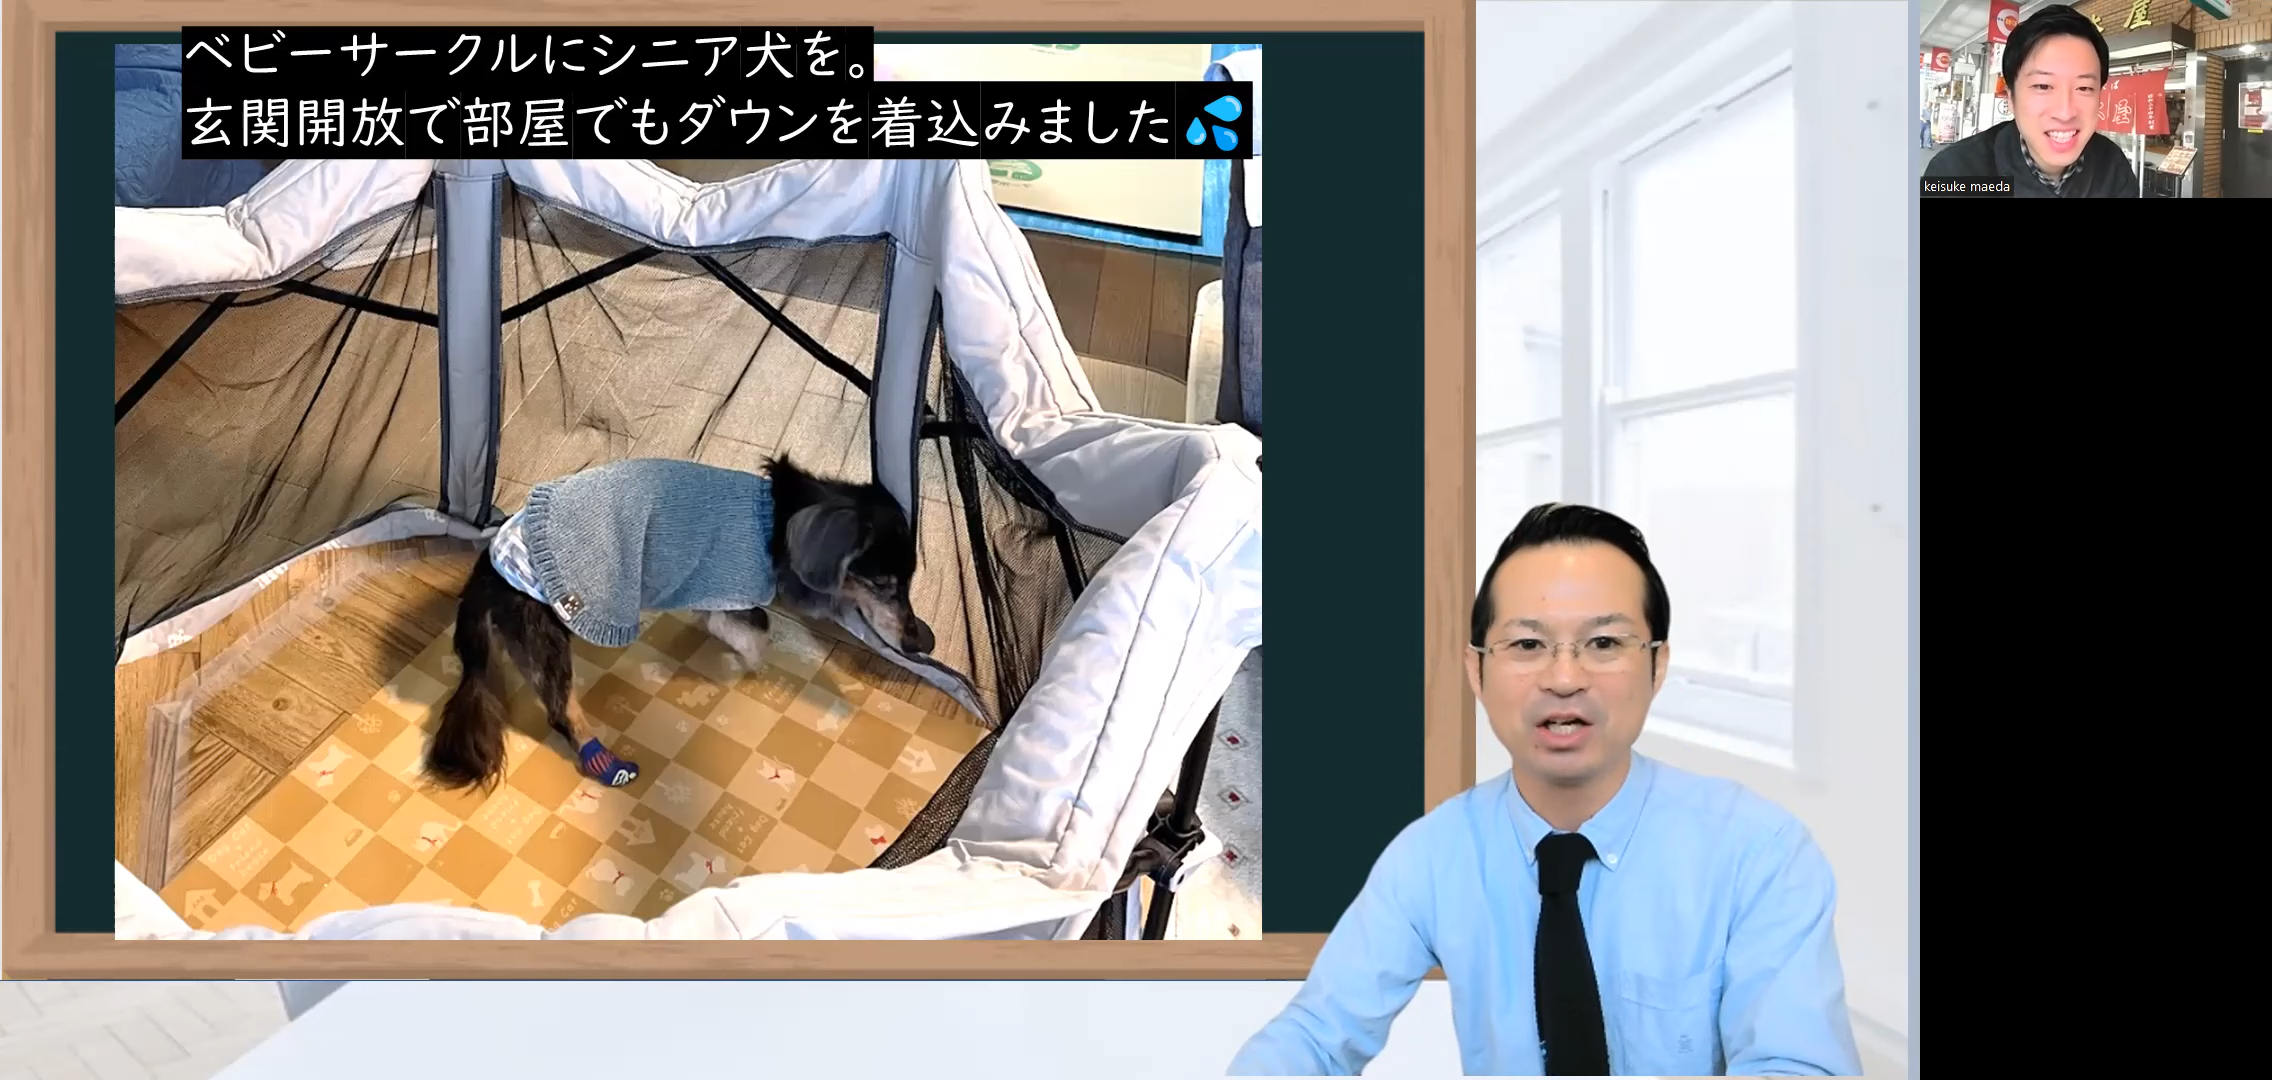 ベビーサークルにシニア犬を。
玄関開放で部屋でもダウンを着込みました💦
屋
keisuke maeda